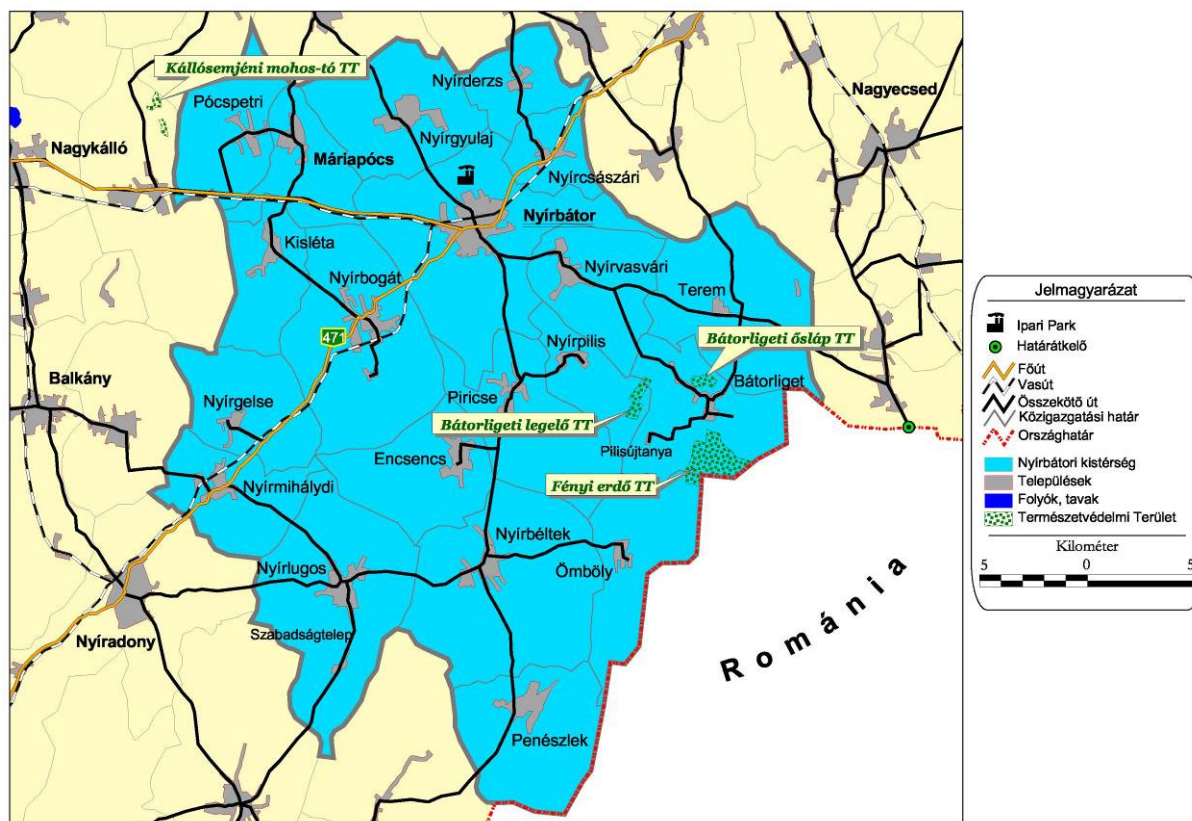 Kállósemjéni mohos-tó TT
Nyírderzs
Nagyecsed
Pócspetri
Nyírgyulaj
Nagykálló
Máriapócs
Nyírcsászári
Nyírbátor
Kisléta
Nyírvasvári
Nyírbogát
Terem
471
Nyírpilis
Bátorligeti ősláp TT
Balkány
Piricse
Bátorliget
Nyírgelse
Bátorligeti legelő TT
Encsencs
Pilisújtanya
Fényi erdő TT
Nyírmihálydi
Nyírbéltek
Nyírlugos
Ömböly
Szabadságtelep
Nyíradony
Románia
Penészlek
Jelmagyarázat
Ipari Park
Határátkelő
Főút
Vasút
Összekötő út
Közigazgatási határ
Országhatár
Nyírbátori kistérség
Települések
Folyók, tavak
Természetvédelmi Terület
Kilométer
5 0 5